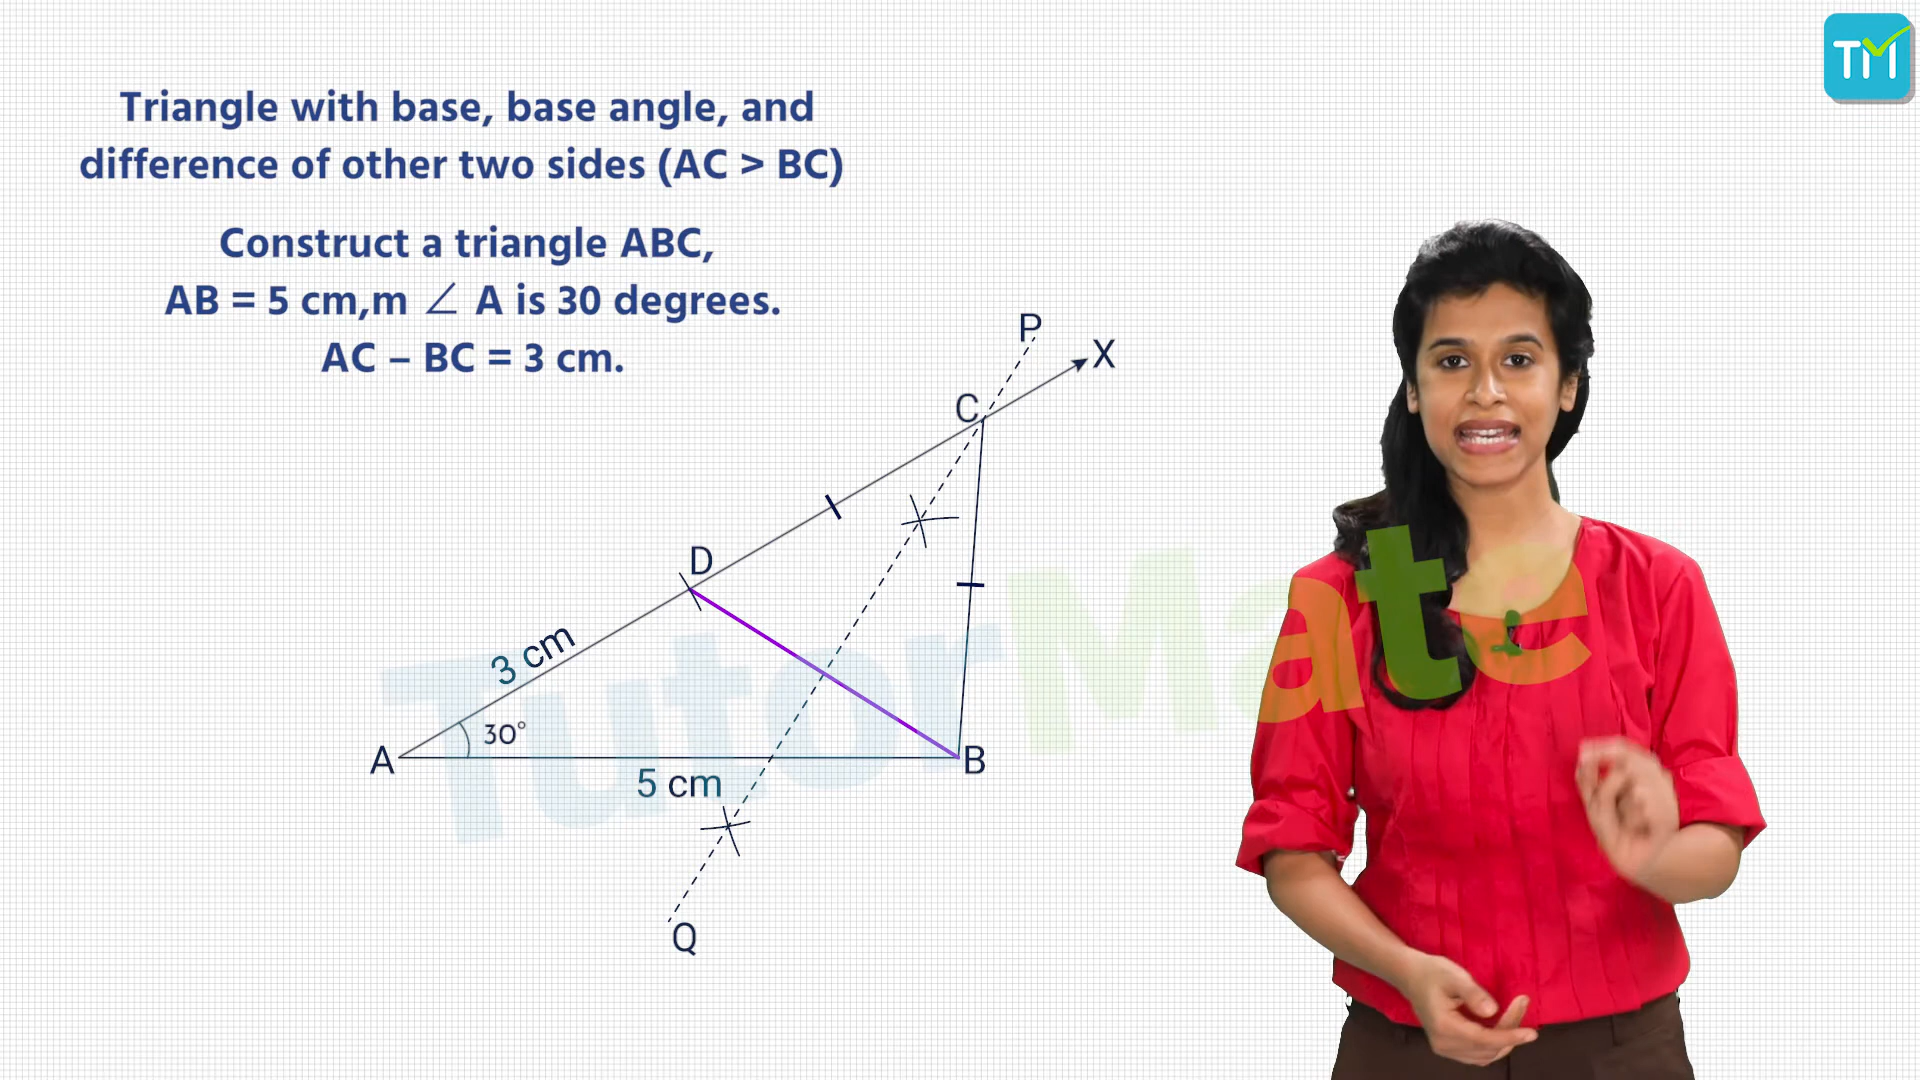 TM
Triangle with base, base angle, and
difference of other two sides (AC > BC)
Construct a triangle ABC,
AB = 5 cm,m ∠ A is 30 degrees.
AC – BC = 3 cm.
P
X
C
D
3 cm
30°
A
B
5 cm
Q
TutorMate